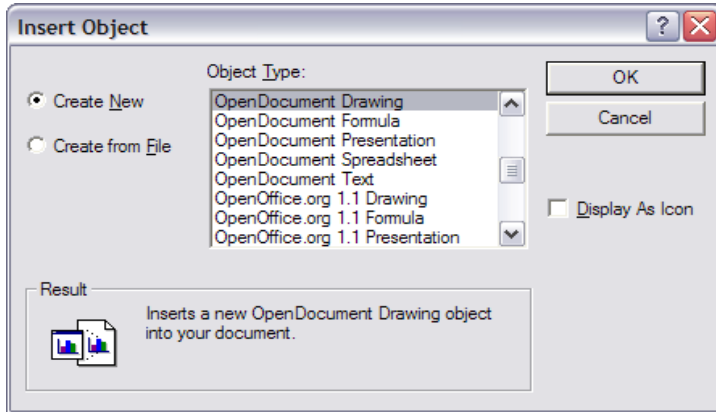 Insert Object
Object Type:
Create New
Create from File
OpenDocument Drawing
OpenDocument Formula
OpenDocument Presentation
OpenDocument Spreadsheet
OpenDocument Text
OpenOffice.org 1.1 Drawing
OpenOffice.org 1.1 Formula
OpenOffice.org 1.1 Presentation
OK
Cancel
Display As Icon
Result
Inserts a new OpenDocument Drawing object
into your document.